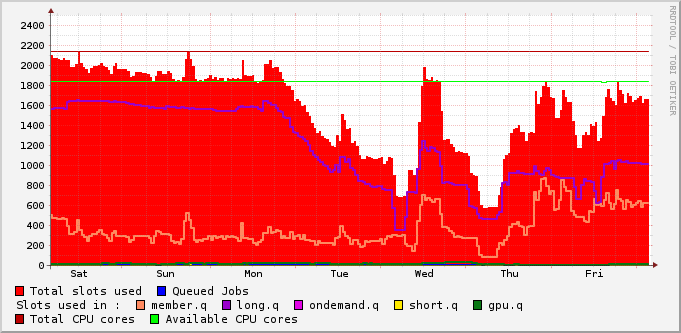 2400
2200
2000
1800
1600
1400
1200
1000
800
600
400
200
0
Sat Sun Mon Tue Wed Thu Fri
RRDTOOL / TOBI OETIKER
Total slots used Queued Jobs
Slots used in : member.q long.q ondemand.q short.q gpu.q
Total CPU cores Available CPU cores